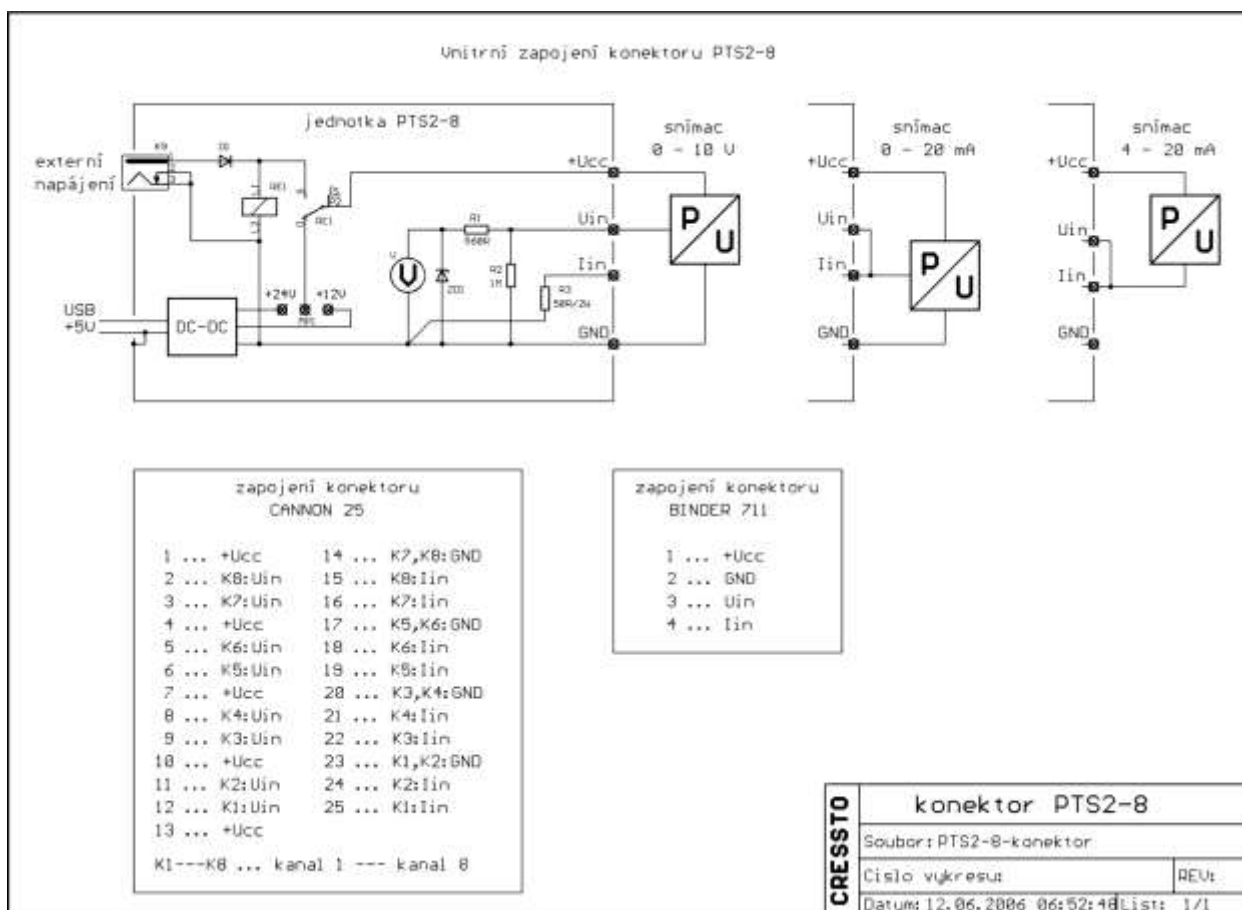 Vnitrní zapojení konektoru PTS2-8
jednotka PTS2-8
externí
napájení
K9
RE1
RE1
USB
+5V
DC-DC
+24V
+12V
V
ZD1
R1
560R
R2
1M
R3
50R/2W
+Ucc
Uin
Iin
GND
snímac
0 - 10 V
P
U
+Ucc
Uin
Iin
GND
snímac
0 - 20 mA
P
U
+Ucc
Uin
Iin
GND
snímac
4 - 20 mA
P
U
zapojení konektoru
CANNON 25
1 ... +Ucc 14 ... K7,K8:GND
2 ... K8:Uin 15 ... K8:Iin
3 ... K7:Uin 16 ... K7:Iin
4 ... +Ucc 17 ... K5,K6:GND
5 ... K6:Uin 18 ... K6:Iin
6 ... K5:Uin 19 ... K5:Iin
7 ... +Ucc 20 ... K3,K4:GND
8 ... K4:Uin 21 ... K4:Iin
9 ... K3:Uin 22 ... K3:Iin
10 ... +Ucc 23 ... K1,K2:GND
11 ... K2:Uin 24 ... K2:Iin
12 ... K1:Uin 25 ... K1:Iin
13 ... +Ucc
K1---K8 ... kanal 1 --- kanal 8
zapojení konektoru
BINDER 711
1 ... +Ucc
2 ... GND
3 ... Uin
4 ... Iin
CRESSTO
konektor PTS2-8
Soubor: PTS2-8-konektor
Cislo vykresu:
REV:
Datum: 12.06.2006 06:52:48
List: 1/1